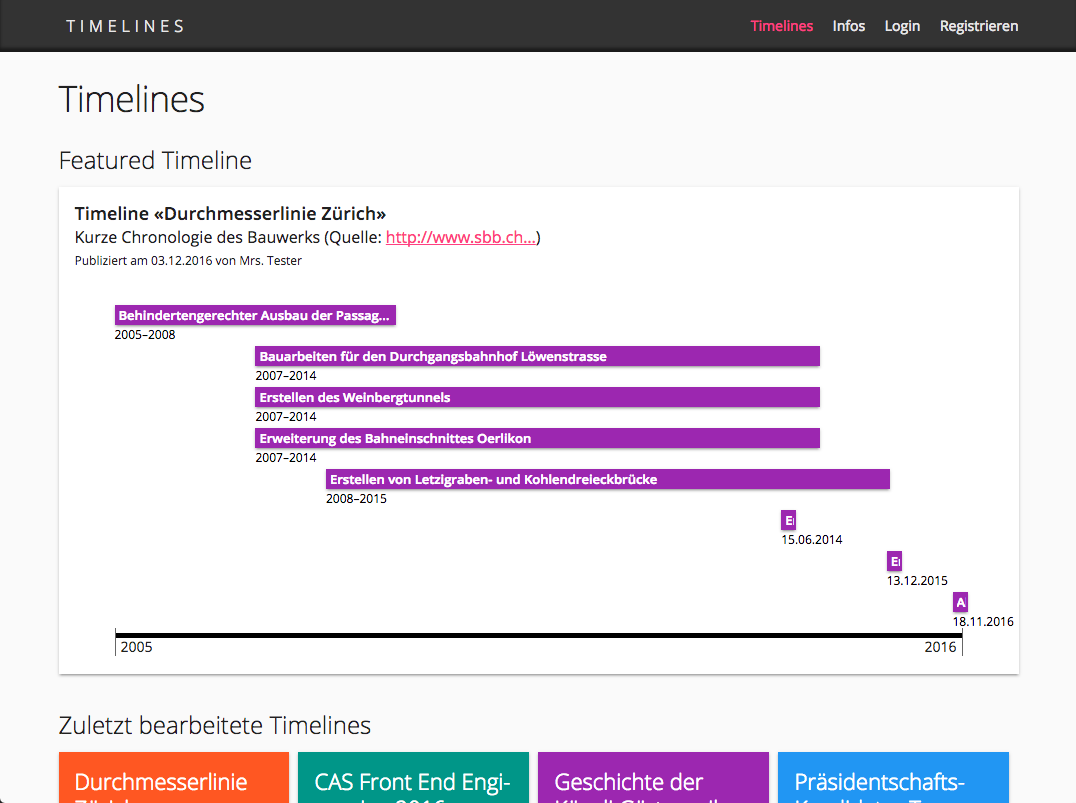 TIMELINES
Timelines Infos Login Registrieren
Timelines
Featured Timeline
Timeline «Durchmesserlinie Zürich»
Kurze Chronologie des Bauwerks (Quelle: http://www.sbb.ch...)
Publiziert am 03.12.2016 von Mrs. Tester
Behindertengerechter Ausbau der Passag...
2005–2008
Bauarbeiten für den Durchgangsbahnhof Löwenstrasse
2007–2014
Erstellen des Weinbergtunnels
2007–2014
Erweiterung des Bahneinschnittes Oerlikon
2007–2014
Erstellen von Letzigraben- und Kohlendreieckbrücke
2008–2015
15.06.2014
13.12.2015
A
18.11.2016
2005 2016
Zuletzt bearbeitete Timelines
Durchmesserlinie CAS Front End Engi- Geschichte der Präsidentschafts-